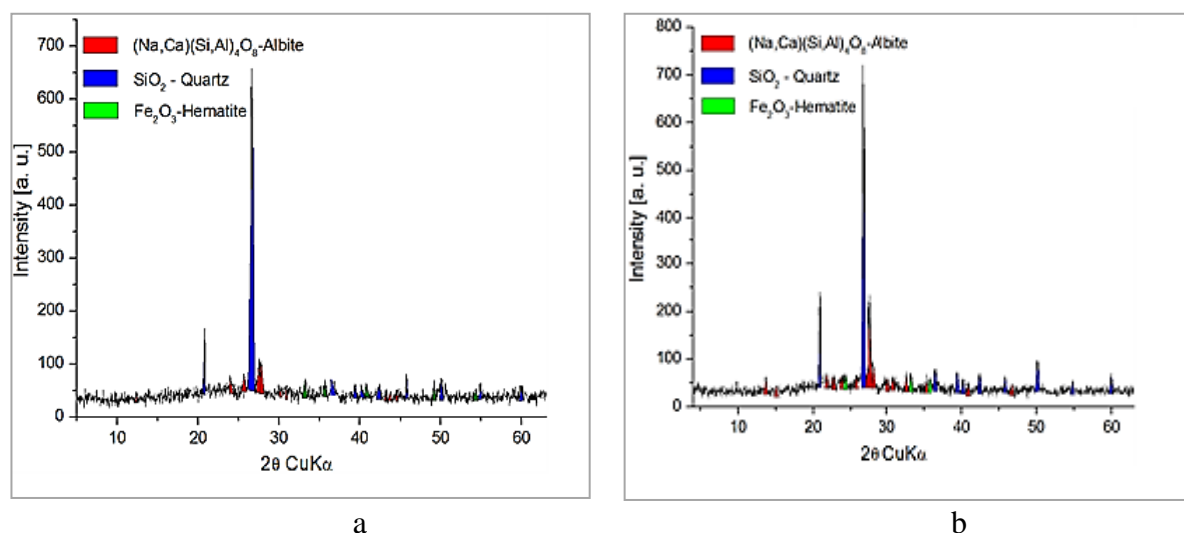 (Na,Ca)(Si,Al)₄O₈-Albite
SiO₂ - Quartz
Fe₂O₃-Hematite
Intensity [a. u.]
700
600
500
400
300
200
100
0
10 20 30 40 50 60
2θ CuKα
a
(Na,Ca)(Si,Al)₄O₈-Albite
SiO₂ - Quartz
Fe₂O₃-Hematite
Intensity [a. u.]
800
700
600
500
400
300
200
100
0
10 20 30 40 50 60
2θ CuKα
b